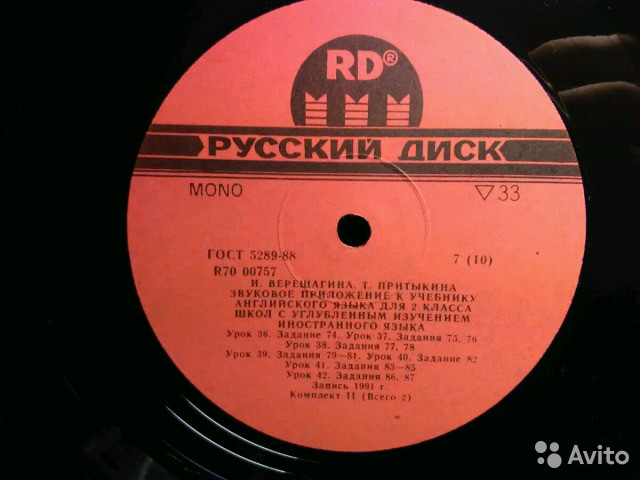 RD®
РУССКИЙ ДИСК
MONO ▽33
ГОСТ 5289-88 7 (10)
R70 00757
И. ВЕРЕЩАГИНА, Т. ПРИТЫКИНА
ЗВУКОВОЕ ПРИЛОЖЕНИЕ К УЧЕБНИКУ
АНГЛИЙСКОГО ЯЗЫКА ДЛЯ 2 КЛАССА
ШКОЛ С УГЛУБЛЕННЫМ ИЗУЧЕНИЕМ
ИНОСТРАННОГО ЯЗЫКА
Урок 36. Задание 74. Урок 37. Задания 75, 76
Урок 38. Задания 77, 78
Урок 39. Задания 79—81. Урок 40. Задание 82
Урок 41. Задания 83—85
Урок 42. Задания 86, 87
Запись 1991 г.
Комплект II (Всего 2)
Avito